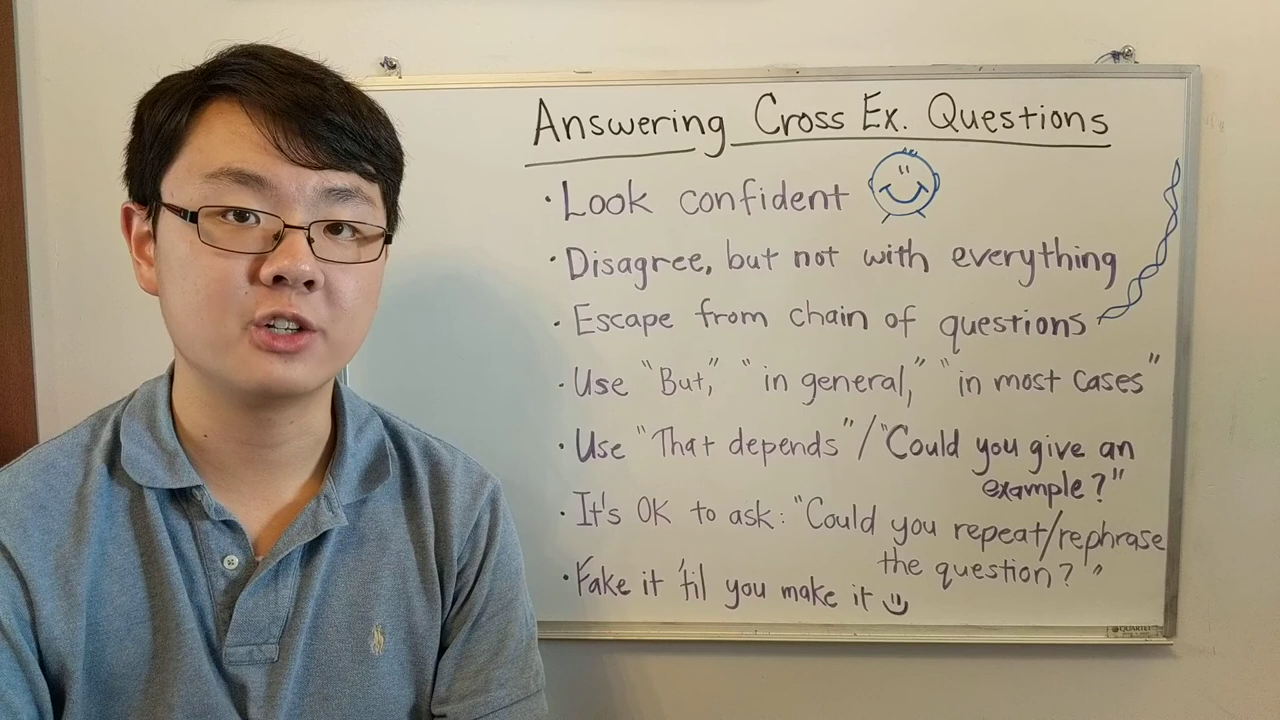 Answering Cross Ex. Questions
· Look confident
· Disagree, but not with everything
· Escape from chain of questions
· Use "But," "in general," "in most cases"
· Use "That depends" / "Could you give an
example?"
· It's OK to ask: "Could you repeat/rephrase
the question?"
· Fake it 'til you make it
QUARTET